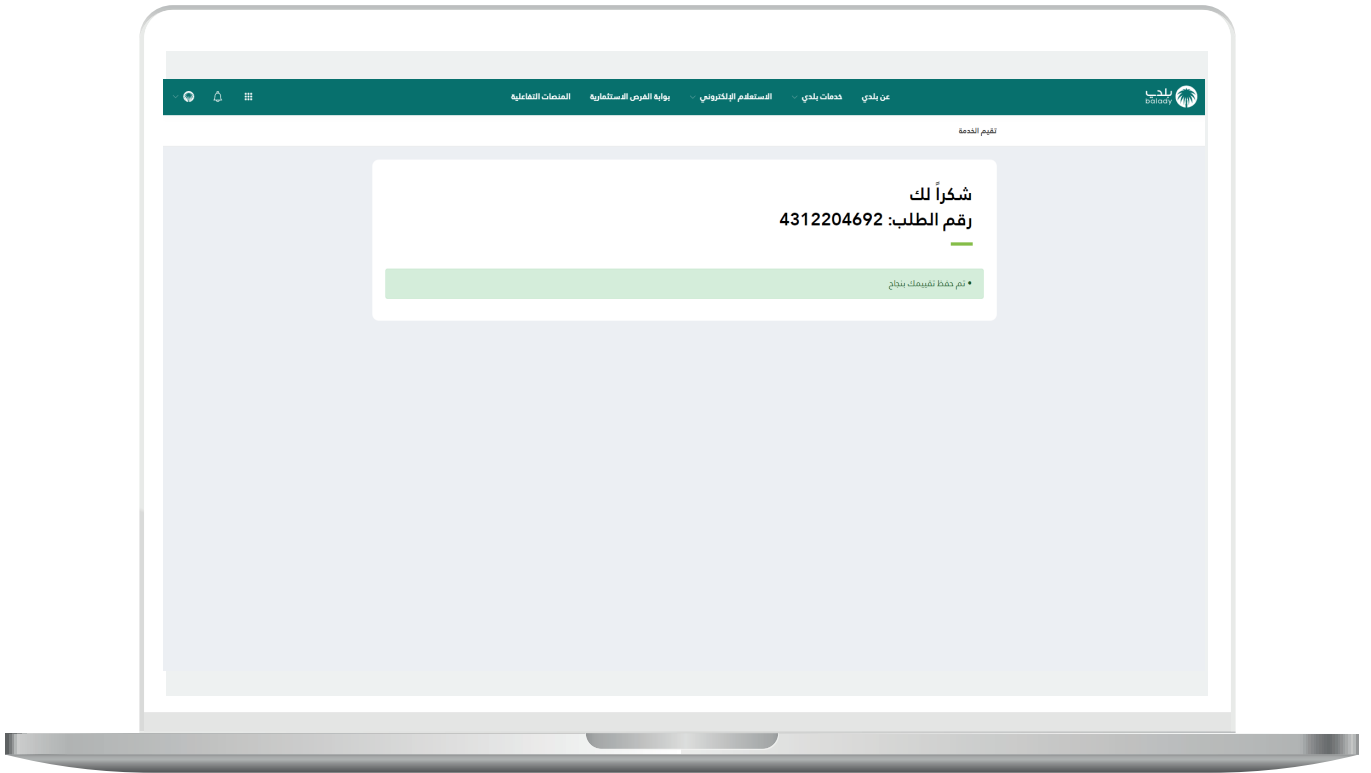 بلدي
balady
عن بلدي خدمات بلدي الاستعلام الإلكتروني بوابة الفرص الاستثمارية المنصات التفاعلية
تقيم الخدمة
شكراً لك
رقم الطلب: 4312204692
• تم حفظ تقييمك بنجاح